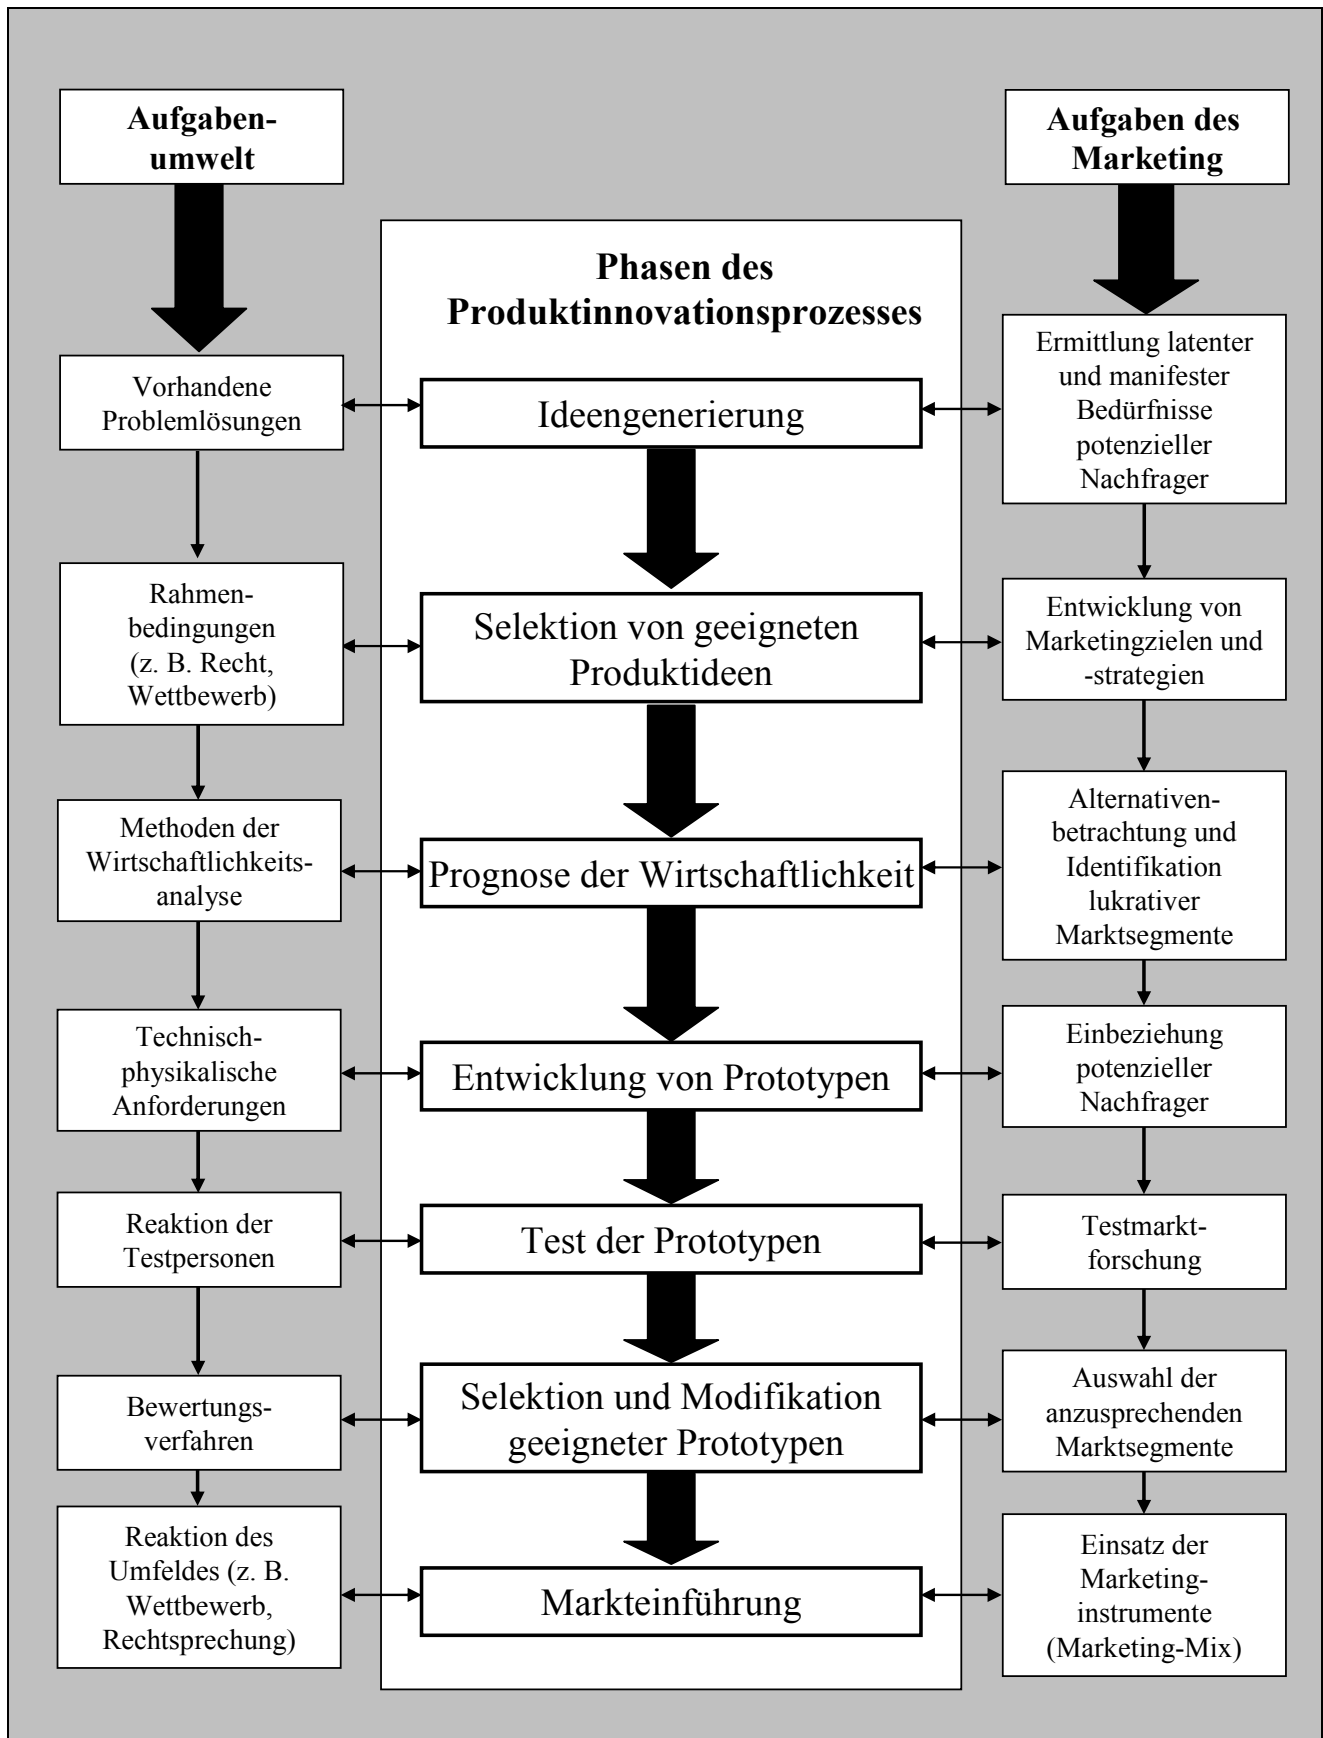 Aufgaben-
umwelt
Aufgaben des
Marketing
Phasen des
Produktinnovationsprozesses
Vorhandene
Problemlösungen
Ideengenerierung
Ermittlung latenter
und manifester
Bedürfnisse
potenzieller
Nachfrager
Rahmen-
bedingungen
(z. B. Recht,
Wettbewerb)
Selektion von geeigneten
Produktideen
Entwicklung von
Marketingzielen und
-strategien
Methoden der
Wirtschaftlichkeits-
analyse
Prognose der Wirtschaftlichkeit
Alternativen-
betrachtung und
Identifikation
lukrativer
Marktsegmente
Technisch-
physikalische
Anforderungen
Entwicklung von Prototypen
Einbeziehung
potenzieller
Nachfrager
Reaktion der
Testpersonen
Test der Prototypen
Testmarkt-
forschung
Bewertungs-
verfahren
Selektion und Modifikation
geeigneter Prototypen
Auswahl der
anzusprechenden
Marktsegmente
Reaktion des
Umfeldes (z. B.
Wettbewerb,
Rechtsprechung)
Markteinführung
Einsatz der
Marketing-
instrumente
(Marketing-Mix)